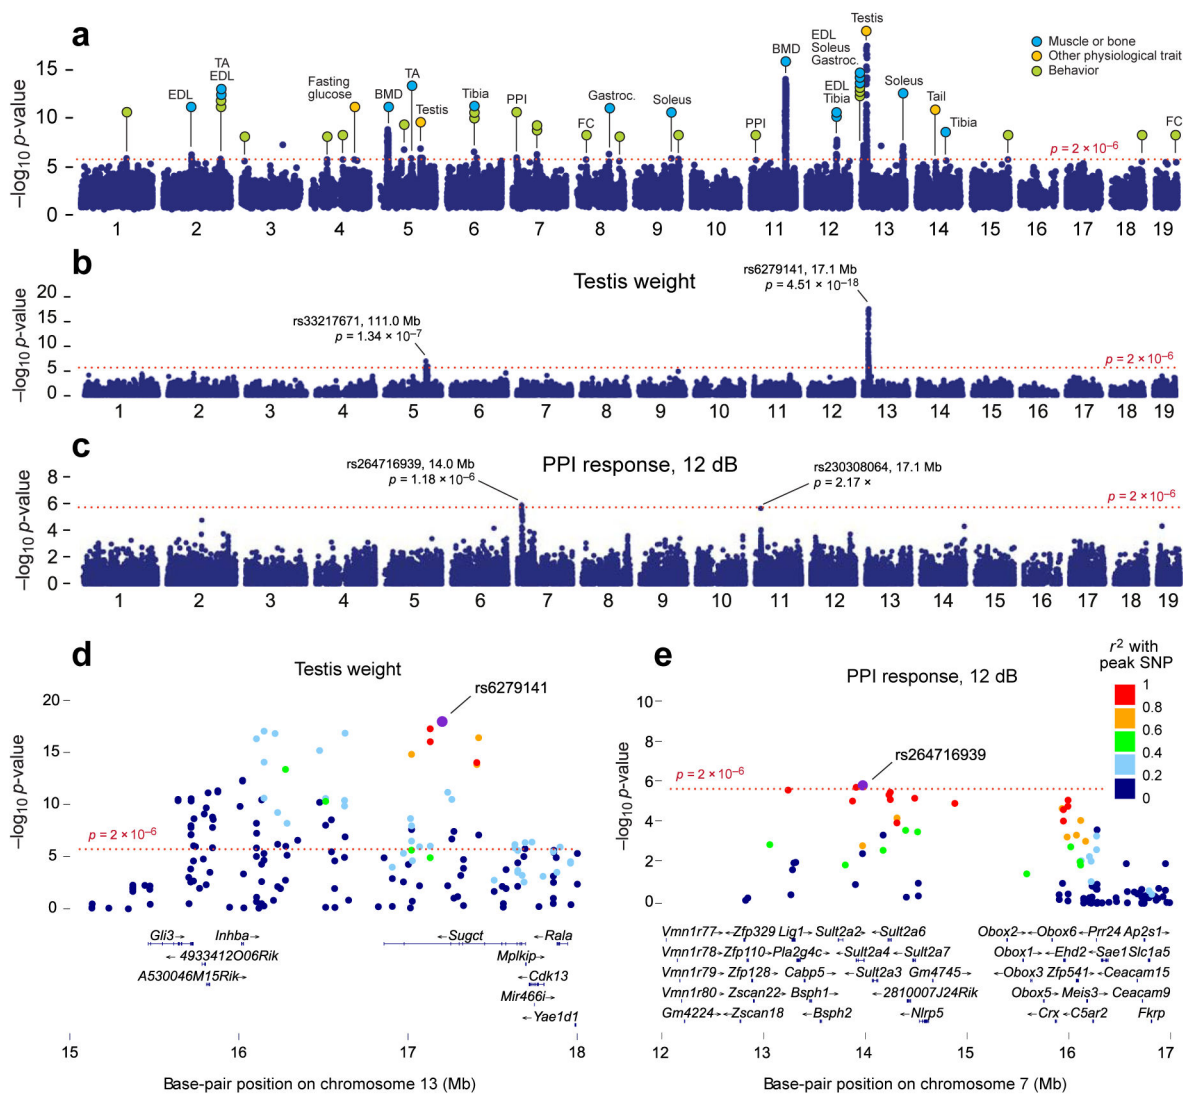 a
–log10 p-value
15
10
5
0
EDL
TA
EDL
Fasting
glucose
BMD
TA
Testis
Tibia
PPI
FC
Gastroc.
Soleus
PPI
BMD
EDL
Soleus
Gastroc.
EDL
Tibia
Testis
Soleus
Tail
Tibia
FC
Muscle or bone
Other physiological trait
Behavior
p = 2 × 10–6
1 2 3 4 5 6 7 8 9 10 11 12 13 14 15 16 17 18 19
b
Testis weight
–log10 p-value
20
15
10
5
0
rs33217671, 111.0 Mb
p = 1.34 × 10–7
rs6279141, 17.1 Mb
p = 4.51 × 10–18
p = 2 × 10–6
1 2 3 4 5 6 7 8 9 10 11 12 13 14 15 16 17 18 19
c
PPI response, 12 dB
–log10 p-value
8
6
4
2
0
rs264716939, 14.0 Mb
p = 1.18 × 10–6
rs230308064, 17.1 Mb
p = 2.17 ×
p = 2 × 10–6
1 2 3 4 5 6 7 8 9 10 11 12 13 14 15 16 17 18 19
d
Testis weight
–log10 p-value
20
15
10
5
0
rs6279141
p = 2 × 10–6
Gli3→ Inhba→ ←Sugct ←Rala
←4933412O06Rik Mplkip→
A530046M15Rik→ ←Cdk13
Mir466i→
←Yae1d1
15 16 17 18
Base-pair position on chromosome 13 (Mb)
e
PPI response, 12 dB
–log10 p-value
10
8
6
4
2
0
rs264716939
p = 2 × 10–6
r2 with
peak SNP
1
0.8
0.6
0.4
0.2
0
Vmn1r77→ ←Zfp329 Lig1→ Sult2a2→ ←Sult2a6 Obox2→ Obox6→ Prr24 Ap2s1→
Vmn1r78→ Zfp110→ ←Pla2g4c→ ←Sult2a4→ ←Sult2a7 Obox1→ ←Ehd2→ ←Sae1 Slc1a5
Vmn1r79→ Zfp128→ Cabp5→ ←Sult2a3 Gm4745→ ←Obox3 Zfp541→ Ceacam15
Vmn1r80→ Zscan22→ Bsph1→ ←2810007J24Rik Obox5→ Meis3→ Ceacam9
Gm4224→ ←Zscan18 ←Bsph2 ←Nlrp5 ←Crx ←C5ar2 Fkrp
12 13 14 15 16 17
Base-pair position on chromosome 7 (Mb)